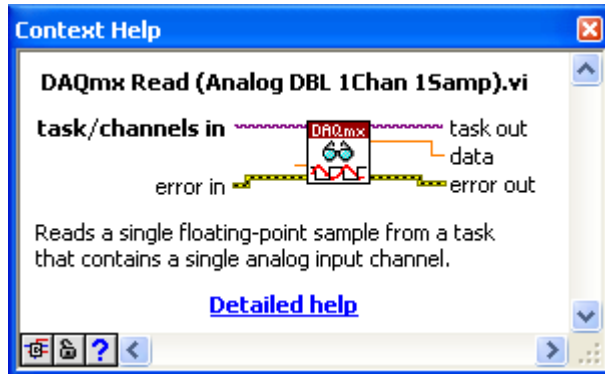 Context Help
DAQmx Read (Analog DBL 1Chan 1Samp).vi
task/channels in DAQmx task out
data
error in error out
Reads a single floating-point sample from a task
that contains a single analog input channel.
Detailed help
?